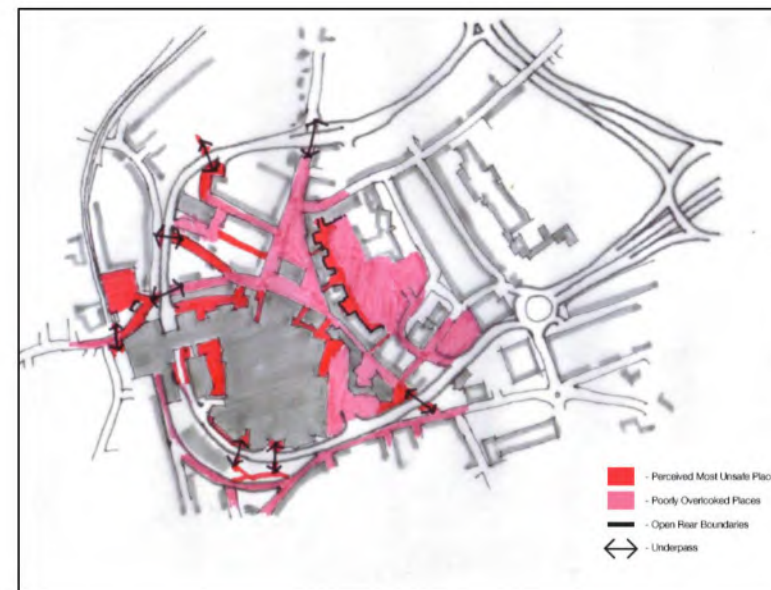 - Perceived Most Unsafe Plac
- Poorly Overlooked Places
- Open Rear Boundaries
- Underpass